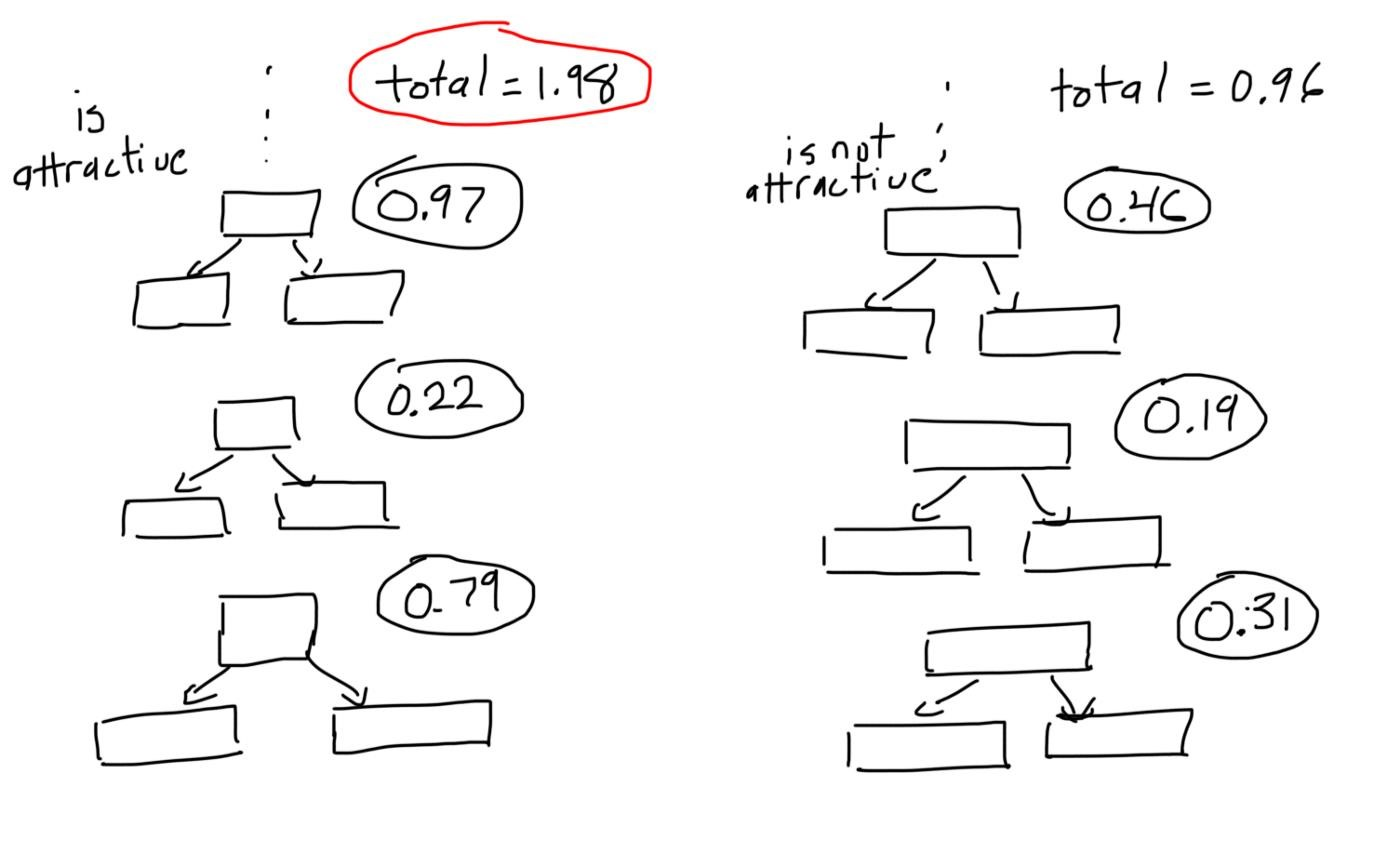 is
attractive
total = 1.98
0.97
0.22
0.79
is not
attractive
total = 0.96
0.46
0.19
0.31